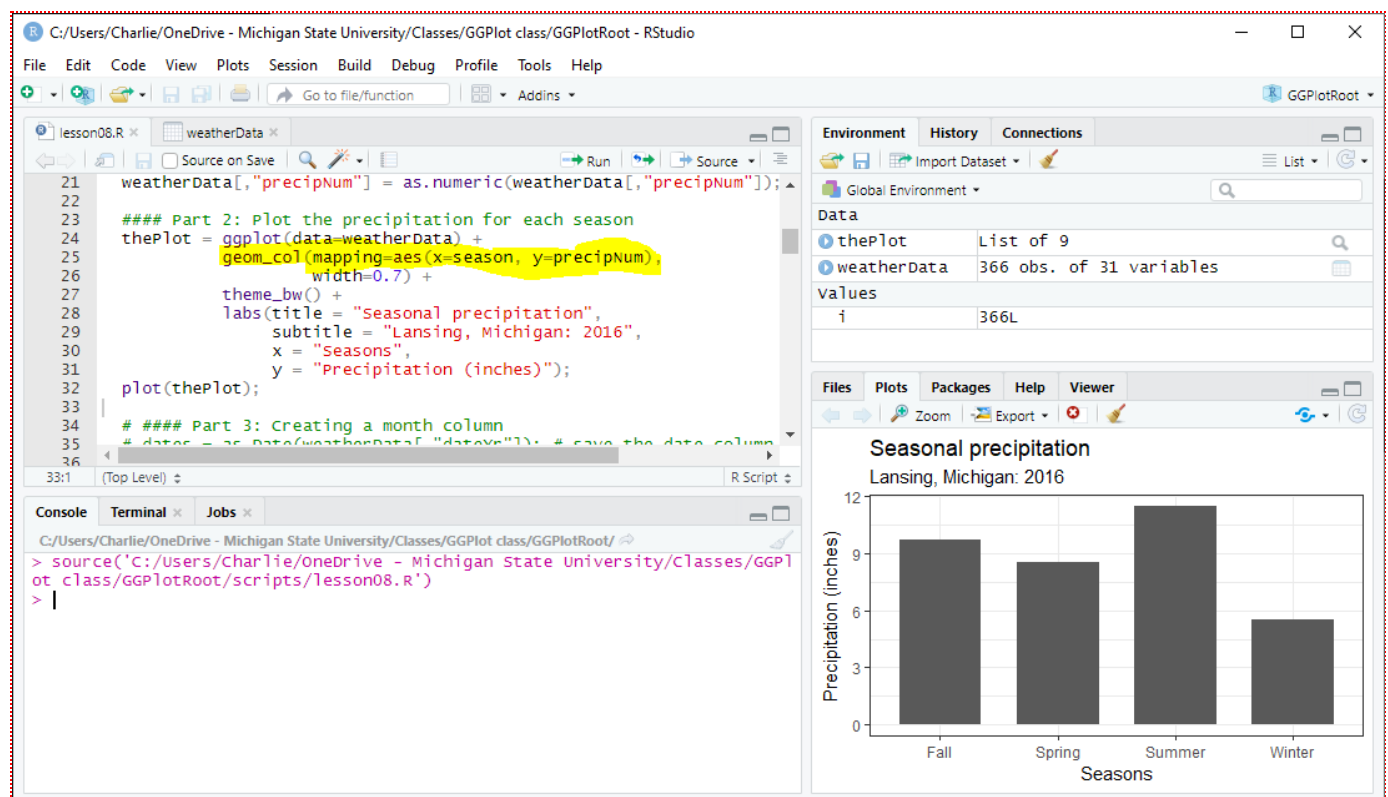 C:/Users/Charlie/OneDrive - Michigan State University/Classes/GGPlot class/GGPlotRoot - RStudio
File Edit Code View Plots Session Build Debug Profile Tools Help
Go to file/function Addins GGPlotRoot
lesson08.R weatherData
Source on Save Run Source
21 weatherData[,"precipNum"] = as.numeric(weatherData[,"precipNum"]);
22
23 #### Part 2: Plot the precipitation for each season
24 thePlot = ggplot(data=weatherData) +
25 geom_col(mapping=aes(x=season, y=precipNum),
26 width=0.7) +
27 theme_bw() +
28 labs(title = "Seasonal precipitation",
29 subtitle = "Lansing, Michigan: 2016",
30 x = "Seasons",
31 y = "Precipitation (inches)");
32 plot(thePlot);
33
34 # #### Part 3: Creating a month column
35 # dates = as.Date(weatherData[,"dateYr"]); # save the date column
36
33:1 (Top Level) R Script
Console Terminal Jobs
C:/Users/Charlie/OneDrive - Michigan State University/Classes/GGPlot class/GGPlotRoot/
> source('C:/Users/Charlie/OneDrive - Michigan State University/Classes/GGPl
ot class/GGPlotRoot/scripts/lesson08.R')
>
Environment History Connections
Import Dataset List
Global Environment
Data
thePlot List of 9
weatherData 366 obs. of 31 variables
Values
i 366L
Files Plots Packages Help Viewer
Zoom Export
Seasonal precipitation
Lansing, Michigan: 2016
12
9
6
3
0
Precipitation (inches)
Fall Spring Summer Winter
Seasons